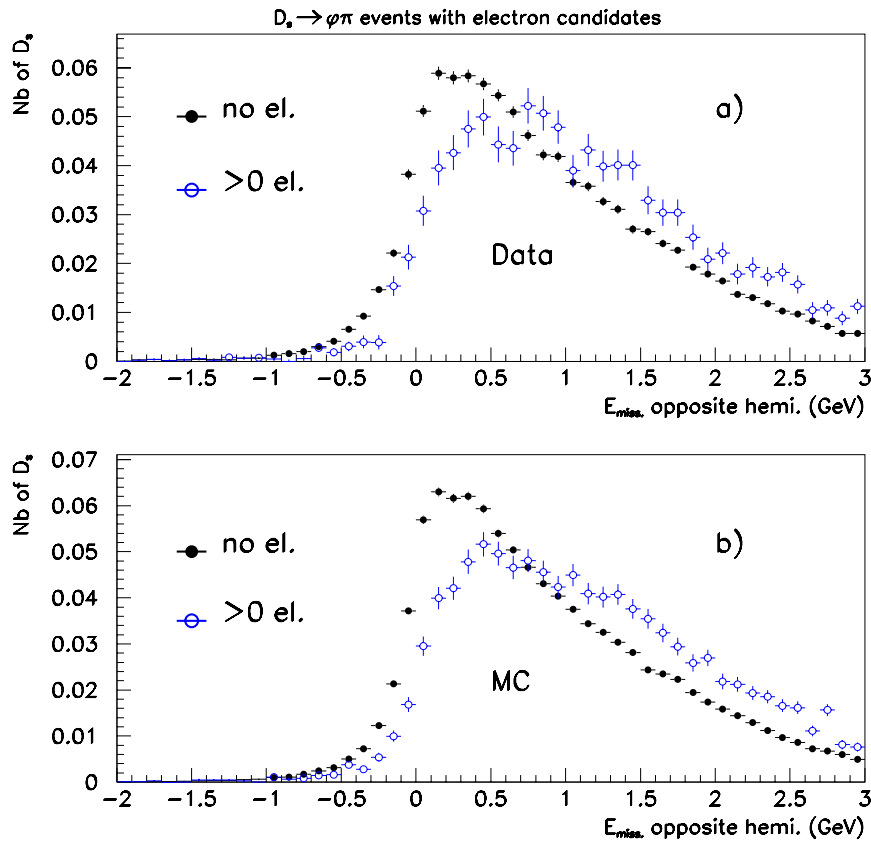 Dₛ→φπ events with electron candidates
Nb of Dₛ
0.06
0.05
0.04
0.03
0.02
0.01
0
no el.
>0 el.
a)
Data
−2 −1.5 −1 −0.5 0 0.5 1 1.5 2 2.5 3
E_miss. opposite hemi. (GeV)
Nb of Dₛ
0.07
0.06
0.05
0.04
0.03
0.02
0.01
0
no el.
>0 el.
b)
MC
−2 −1.5 −1 −0.5 0 0.5 1 1.5 2 2.5 3
E_miss. opposite hemi. (GeV)